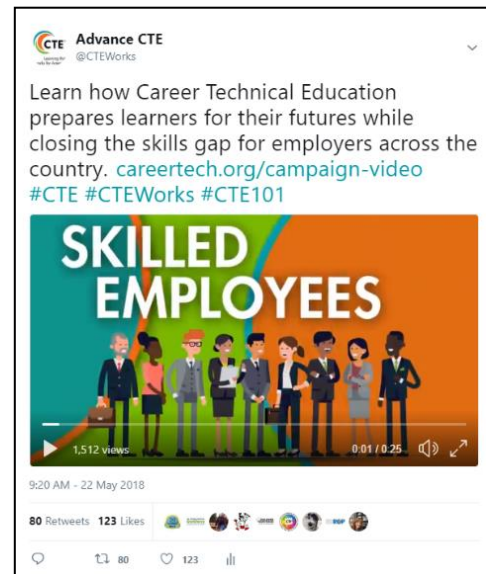 CTE
Advance CTE
@CTEWorks
Learn how Career Technical Education
prepares learners for their futures while
closing the skills gap for employers across the
country. careertech.org/campaign-video
#CTE #CTEWorks #CTE101
SKILLED
EMPLOYEES
1,512 views
0:01 / 0:25
9:20 AM - 22 May 2018
80 Retweets 123 Likes
80 123